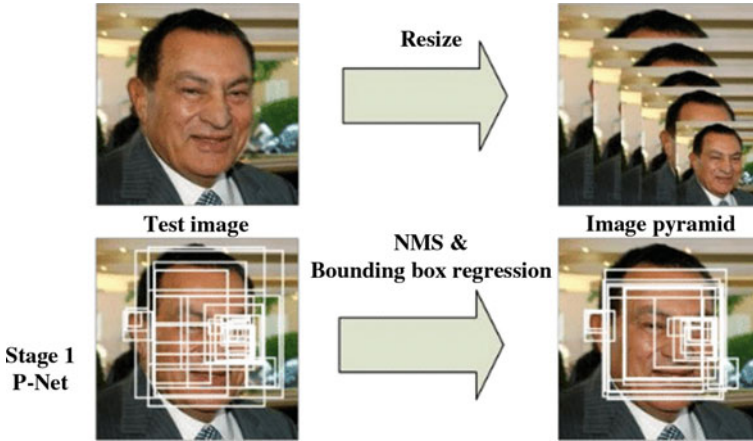 Resize
Test image
Image pyramid
NMS &
Bounding box regression
Stage 1
P-Net